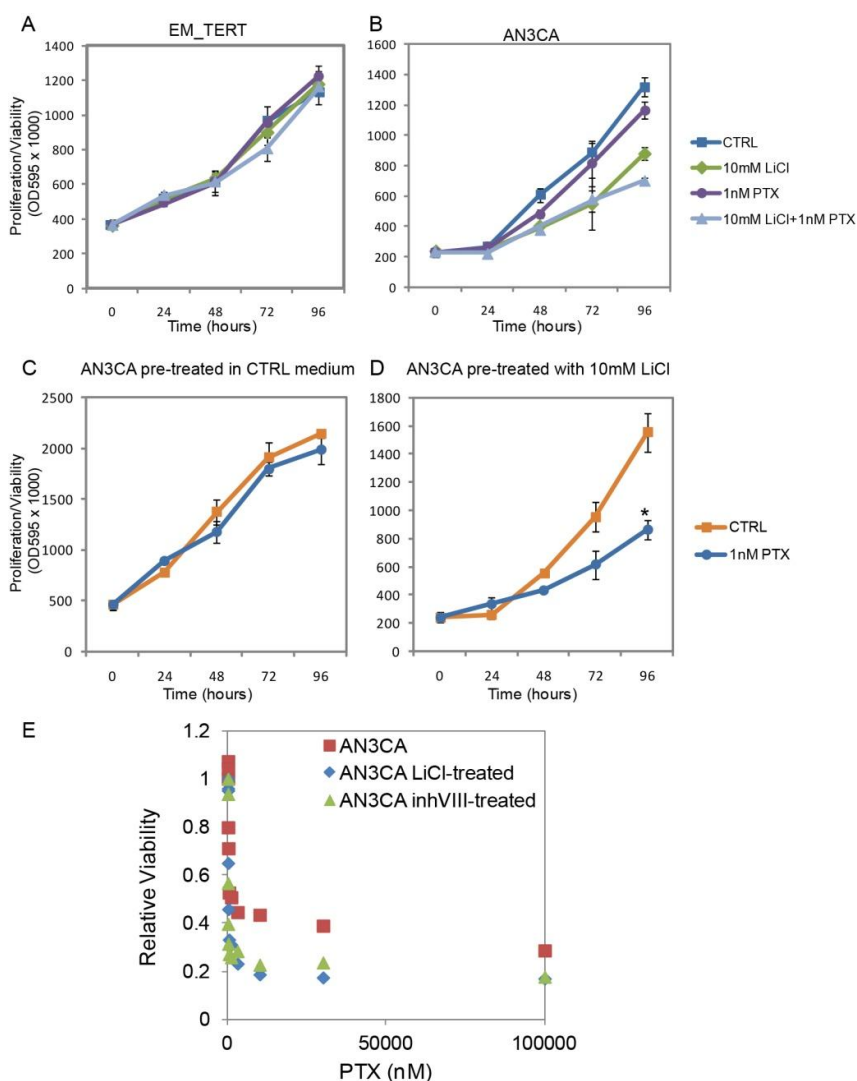 A
EM_TERT
Proliferation/Viability
(OD595 x 1000)
1400
1200
1000
800
600
400
200
0
0 24 48 72 96
Time (hours)
B
AN3CA
1600
1400
1200
1000
800
600
400
200
0
0 24 48 72 96
Time (hours)
CTRL
10mM LiCl
1nM PTX
10mM LiCl+1nM PTX
C
AN3CA pre-treated in CTRL medium
Proliferation/Viability
(OD595 x 1000)
2500
2000
1500
1000
500
0
0 24 48 72 96
Time (hours)
D
AN3CA pre-treated with 10mM LiCl
1800
1600
1400
1200
1000
800
600
400
200
0
*
0 24 48 72 96
Time (hours)
CTRL
1nM PTX
E
Relative Viability
1.2
1
0.8
0.6
0.4
0.2
0
AN3CA
AN3CA LiCl-treated
AN3CA inhVIII-treated
0 50000 100000
PTX (nM)